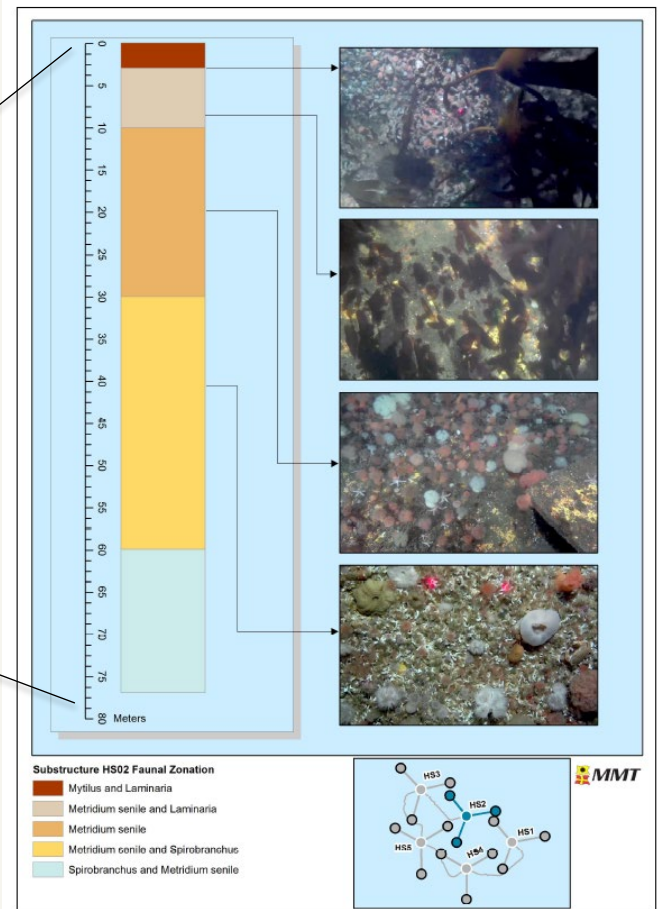 0
5
10
15
20
25
30
35
40
45
50
55
60
65
70
75
80 Meters
Substructure HS02 Faunal Zonation
Mytilus and Laminaria
Metridium senile and Laminaria
Metridium senile
Metridium senile and Spirobranchus
Spirobranchus and Metridium senile
HS3
HS2
HS1
HS5
HS4
MMT